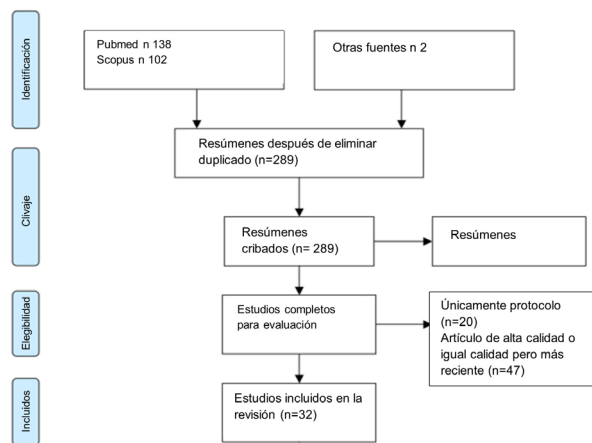 Identificación
Pubmed n 138
Scopus n 102
Otras fuentes n 2
Resúmenes después de eliminar
duplicado (n=289)
Clivaje
Resúmenes
cribados (n= 289)
Resúmenes
Elegibilidad
Estudios completos
para evaluación
Únicamente protocolo
(n=20)
Artículo de alta calidad o
igual calidad pero más
reciente (n=47)
Incluidos
Estudios incluidos en la
revisión (n=32)